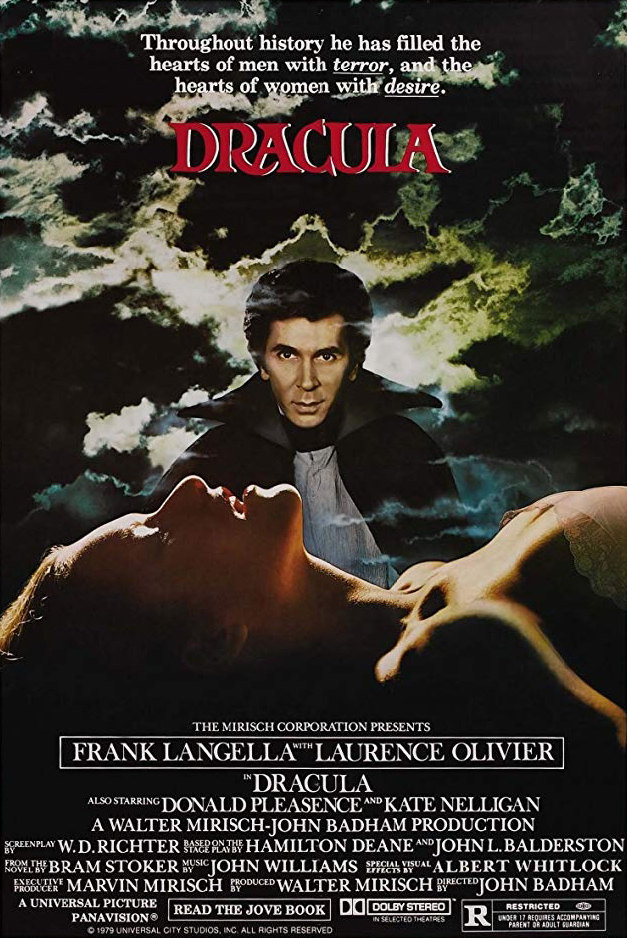 Throughout history he has filled the
hearts of men with terror, and the
hearts of women with desire.
DRACULA
THE MIRISCH CORPORATION PRESENTS
FRANK LANGELLA WITH LAURENCE OLIVIER
IN DRACULA
ALSO STARRING DONALD PLEASENCE AND KATE NELLIGAN
A WALTER MIRISCH-JOHN BADHAM PRODUCTION
SCREENPLAY BY W.D. RICHTER BASED ON THE STAGE PLAY BY HAMILTON DEANE AND JOHN L. BALDERSTON
FROM THE NOVEL BY BRAM STOKER MUSIC BY JOHN WILLIAMS SPECIAL VISUAL EFFECTS BY ALBERT WHITLOCK
EXECUTIVE PRODUCER MARVIN MIRISCH PRODUCED BY WALTER MIRISCH DIRECTED BY JOHN BADHAM
A UNIVERSAL PICTURE
PANAVISION®
READ THE JOVE BOOK
DOLBY STEREO
IN SELECTED THEATRES
R RESTRICTED
UNDER 17 REQUIRES ACCOMPANYING
PARENT OR ADULT GUARDIAN
© 1979 UNIVERSAL CITY STUDIOS, INC. ALL RIGHTS RESERVED